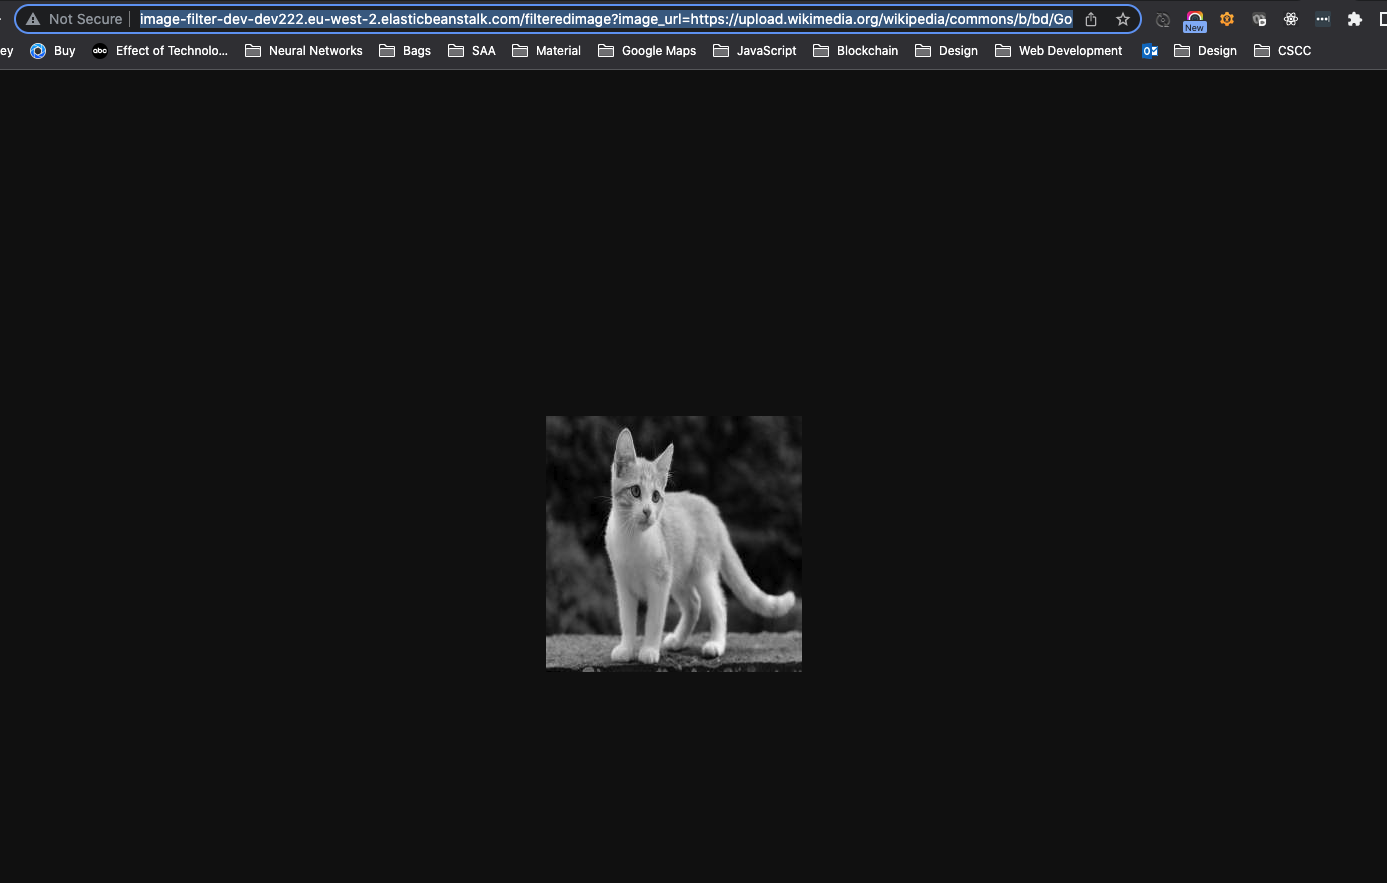 Not Secure image-filter-dev-dev222.eu-west-2.elasticbeanstalk.com/filteredimage?image_url=https://upload.wikimedia.org/wikipedia/commons/b/bd/Go
New
ey Buy Effect of Technolo... Neural Networks Bags SAA Material Google Maps JavaScript Blockchain Design Web Development Design CSCC